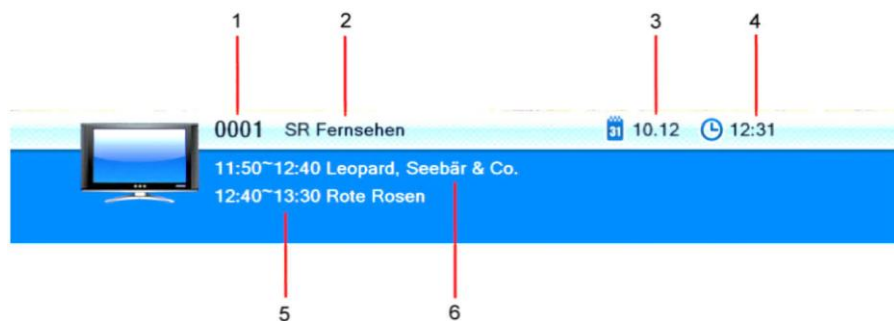 1 2 3 4
0001 SR Fernsehen 31 10.12 12:31
11:50~12:40 Leopard, Seebär & Co.
12:40~13:30 Rote Rosen
5 6